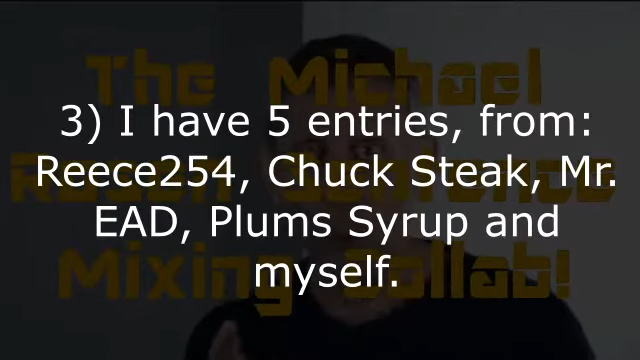 3) I have 5 entries, from:
Reece254, Chuck Steak, Mr.
EAD, Plums Syrup and
myself.
The Michael
Mixing Collab!